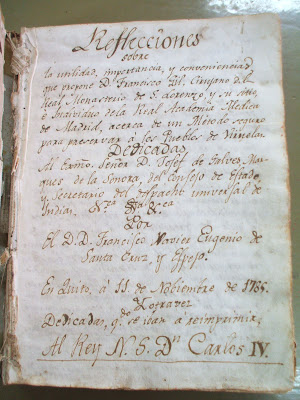 Reflecciones
sobre
la utilidad, importancia, y conveniencias,
que propone D. Francisco Gil, Cirujano del
Real Monasterio de S. Lorenzo y su Sitio,
e Individuo de la Real Academia Medica
de Madrid, acerca de un Metodo seguro
para preservar à los Pueblos de Viruelas.
Dedicadas
Al Exmo. Señor D. Josef de Galvez, Mar-
ques de la Sonora, del Consejo de Estado,
y Secretario del Despacho universal de
Indias.
Por
El D. D. Francisco Xavier Eugenio de
Santa Cruz y Espejo.
En Quito, à 11 de Noviembre de 1785.
Dedicadas, q. se iean à reimprimir,
Al Rey N. S. Dn Carlos IV.